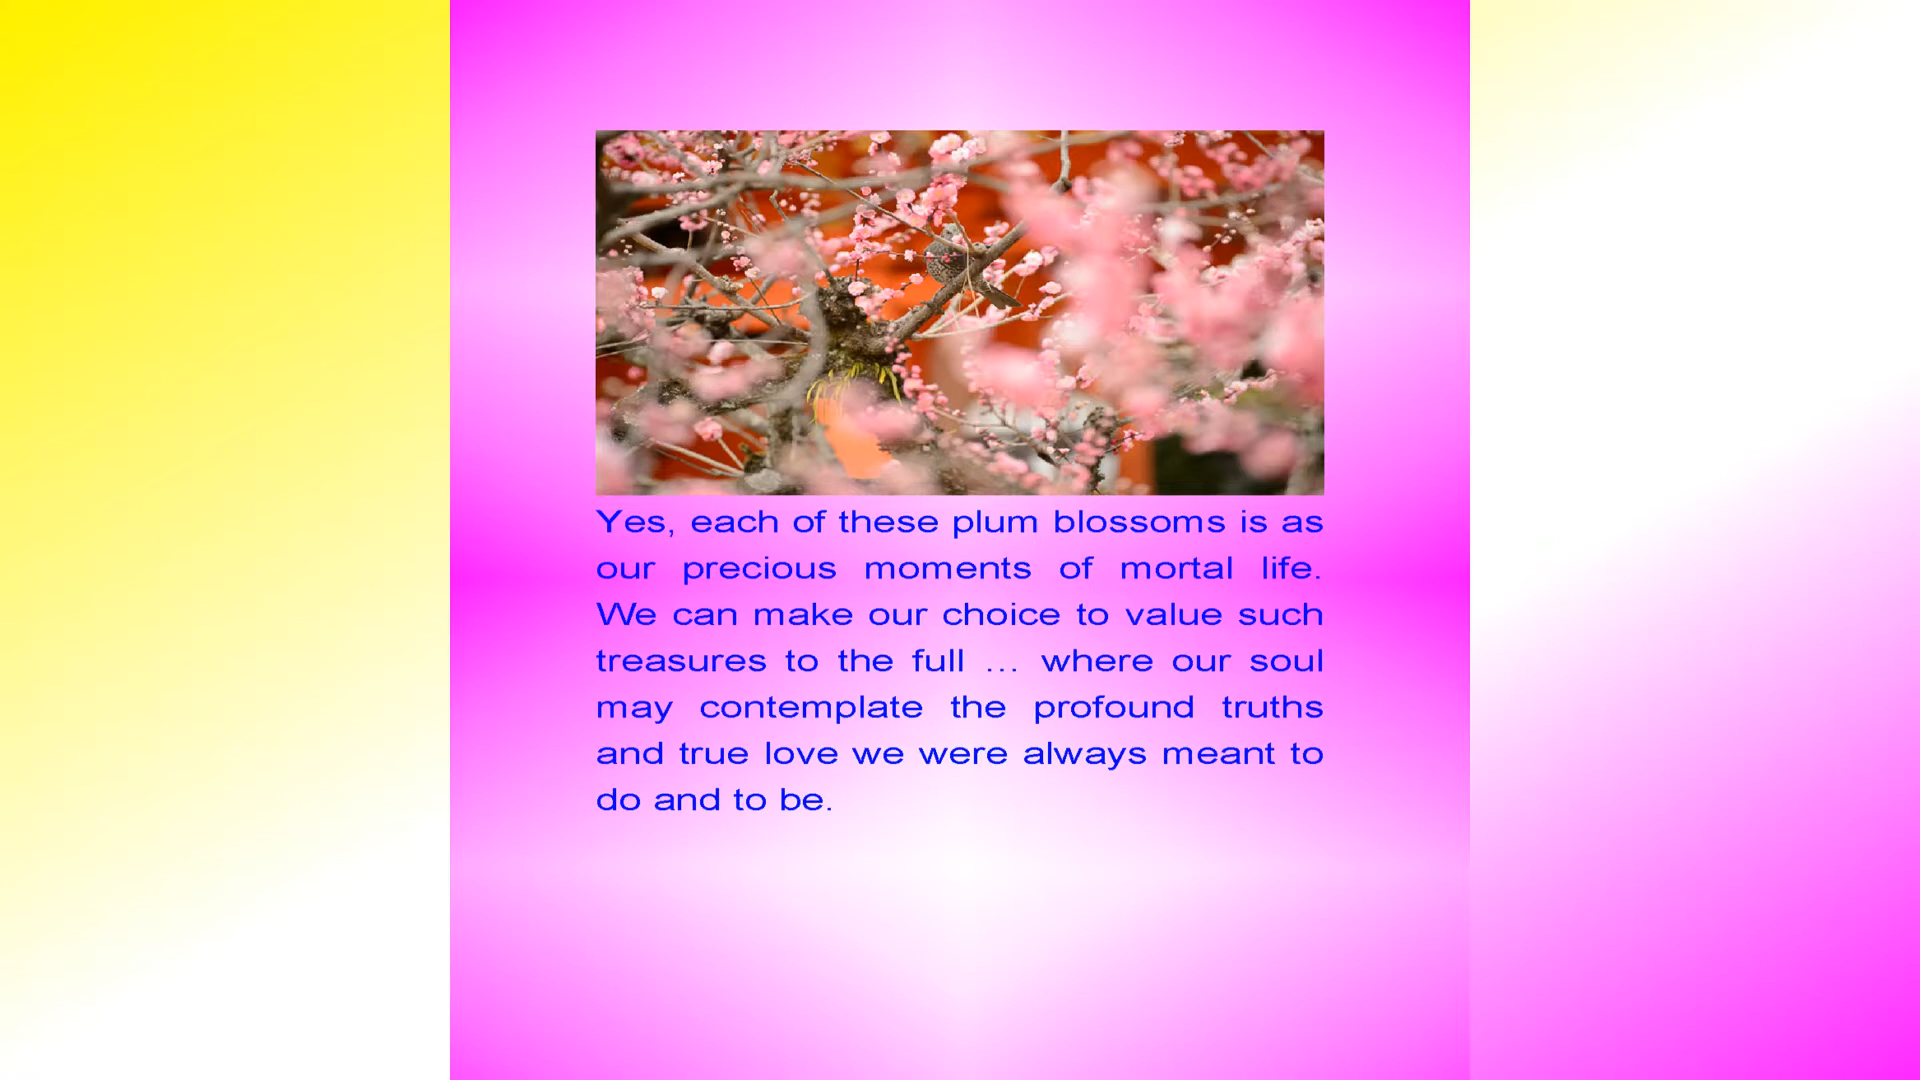 Yes, each of these plum blossoms is as
our precious moments of mortal life.
We can make our choice to value such
treasures to the full … where our soul
may contemplate the profound truths
and true love we were always meant to
do and to be.